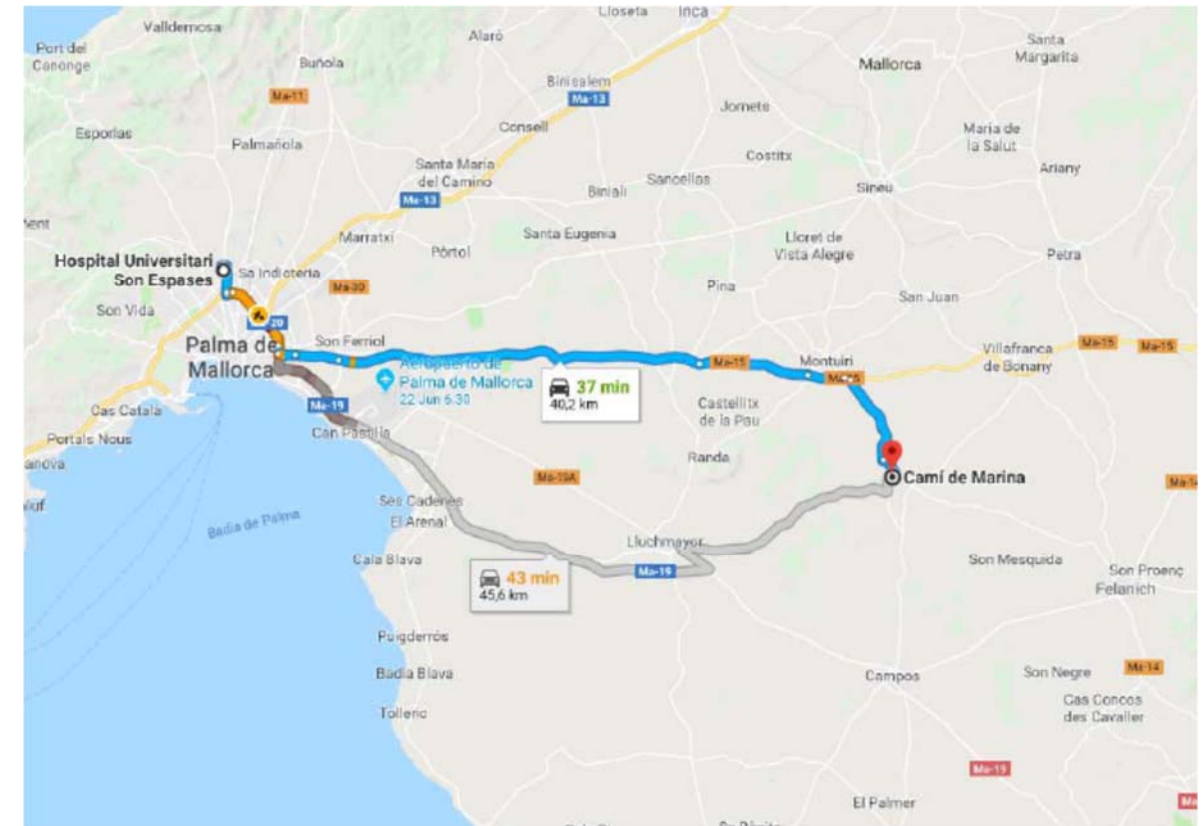 Lloseta
Inca
Valldemosa
Alaró
Santa
Margarita
Port del
Canonge
Buñola
Mallorca
Binisalem
Ma-13
Ma-11
Jornets
Consell
Esporlas
Palmañola
María de
la Salut
Costitx
Ariany
Santa María
del Camino
Sancellas
Biniali
Sineu
Ma-13
Marratxí
Pòrtol
Santa Eugenia
Lloret de
Vista Alegre
Petra
Hospital Universitari
Son Espases
Sa Indioteria
Ma-30
Pina
San Juan
Son Vida
20
Son Ferriol
Palma de
Mallorca
Villafranca
de Bonany
Ma-15
Ma-15
Ma-15
Montuiri
Aeropuerto de
Palma de Mallorca
22 Jun 6.30
37 min
40,2 km
Ma-19
Castellitx
de la Pau
Cas Català
Can Pastilla
Portals Nous
Randa
Ma-19A
Camí de Marina
Ses Cadenes
El Arenal
Badia de Palma
Lluchmayor
Cala Blava
Ma-19
43 min
45,6 km
Son Mesquida
Son Proenç
Felanich
Puigderrós
Badia Blava
Campos
Son Negre
Ma-14
Tolleric
Cas Concos
des Cavaller
Ma-19
El Palmer